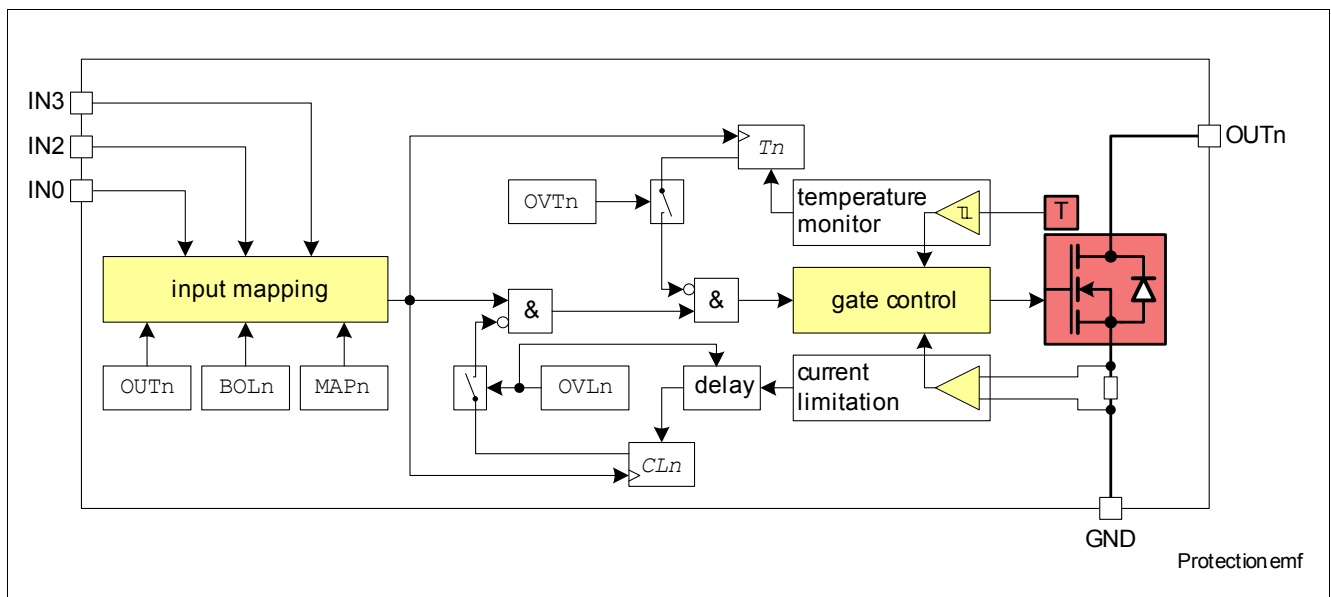 IN3
IN2
IN0
OUTn
Tn
OVTn
temperature
monitor
T
input mapping
&
&
gate control
OUTn
BOLn
MAPn
OVLn
delay
current
limitation
CLn
GND
Protection emf